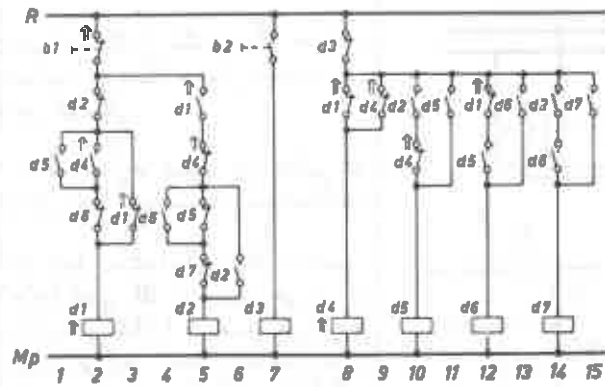 R
b1 b2 d3
d2 d1 d1 d4 d2 d5 d1 d6 d3 d7
d5 d4 d4 d4 d5 d6
d6 d1 d6 d5
d7 d2
d1 d2 d3 d4 d5 d6 d7
Mp
1 2 3 4 5 6 7 8 9 10 11 12 13 14 15